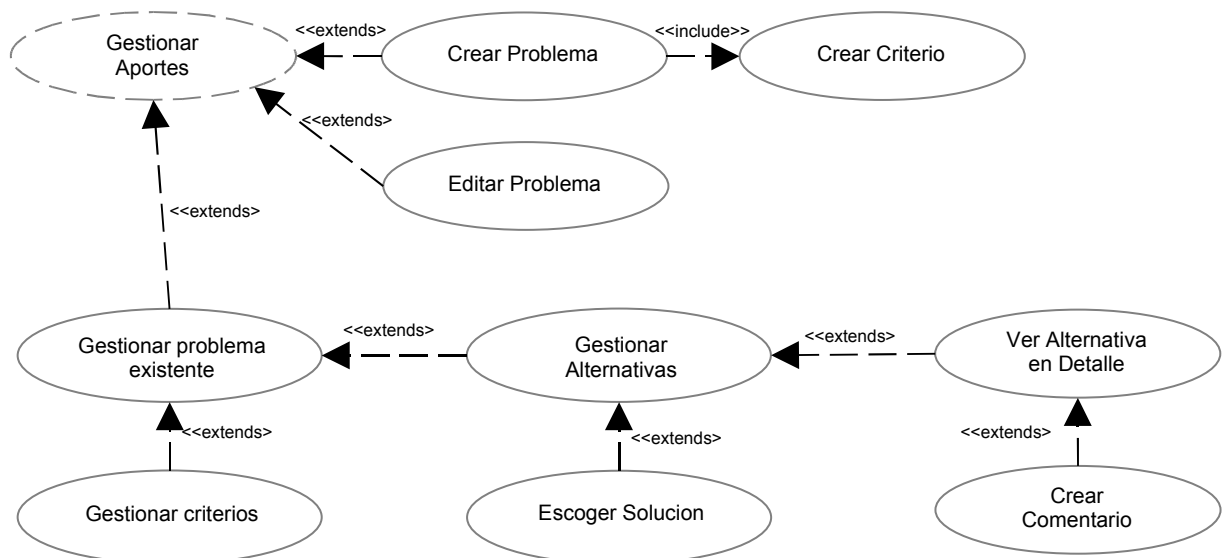 Gestionar
Aportes
<<extends>>
Crear Problema
<<include>>
Crear Criterio
<<extends>>
Editar Problema
<<extends>>
Gestionar problema
existente
<<extends>>
Gestionar
Alternativas
<<extends>>
Ver Alternativa
en Detalle
<<extends>>
<<extends>>
<<extends>>
Gestionar criterios
Escoger Solucion
Crear
Comentario